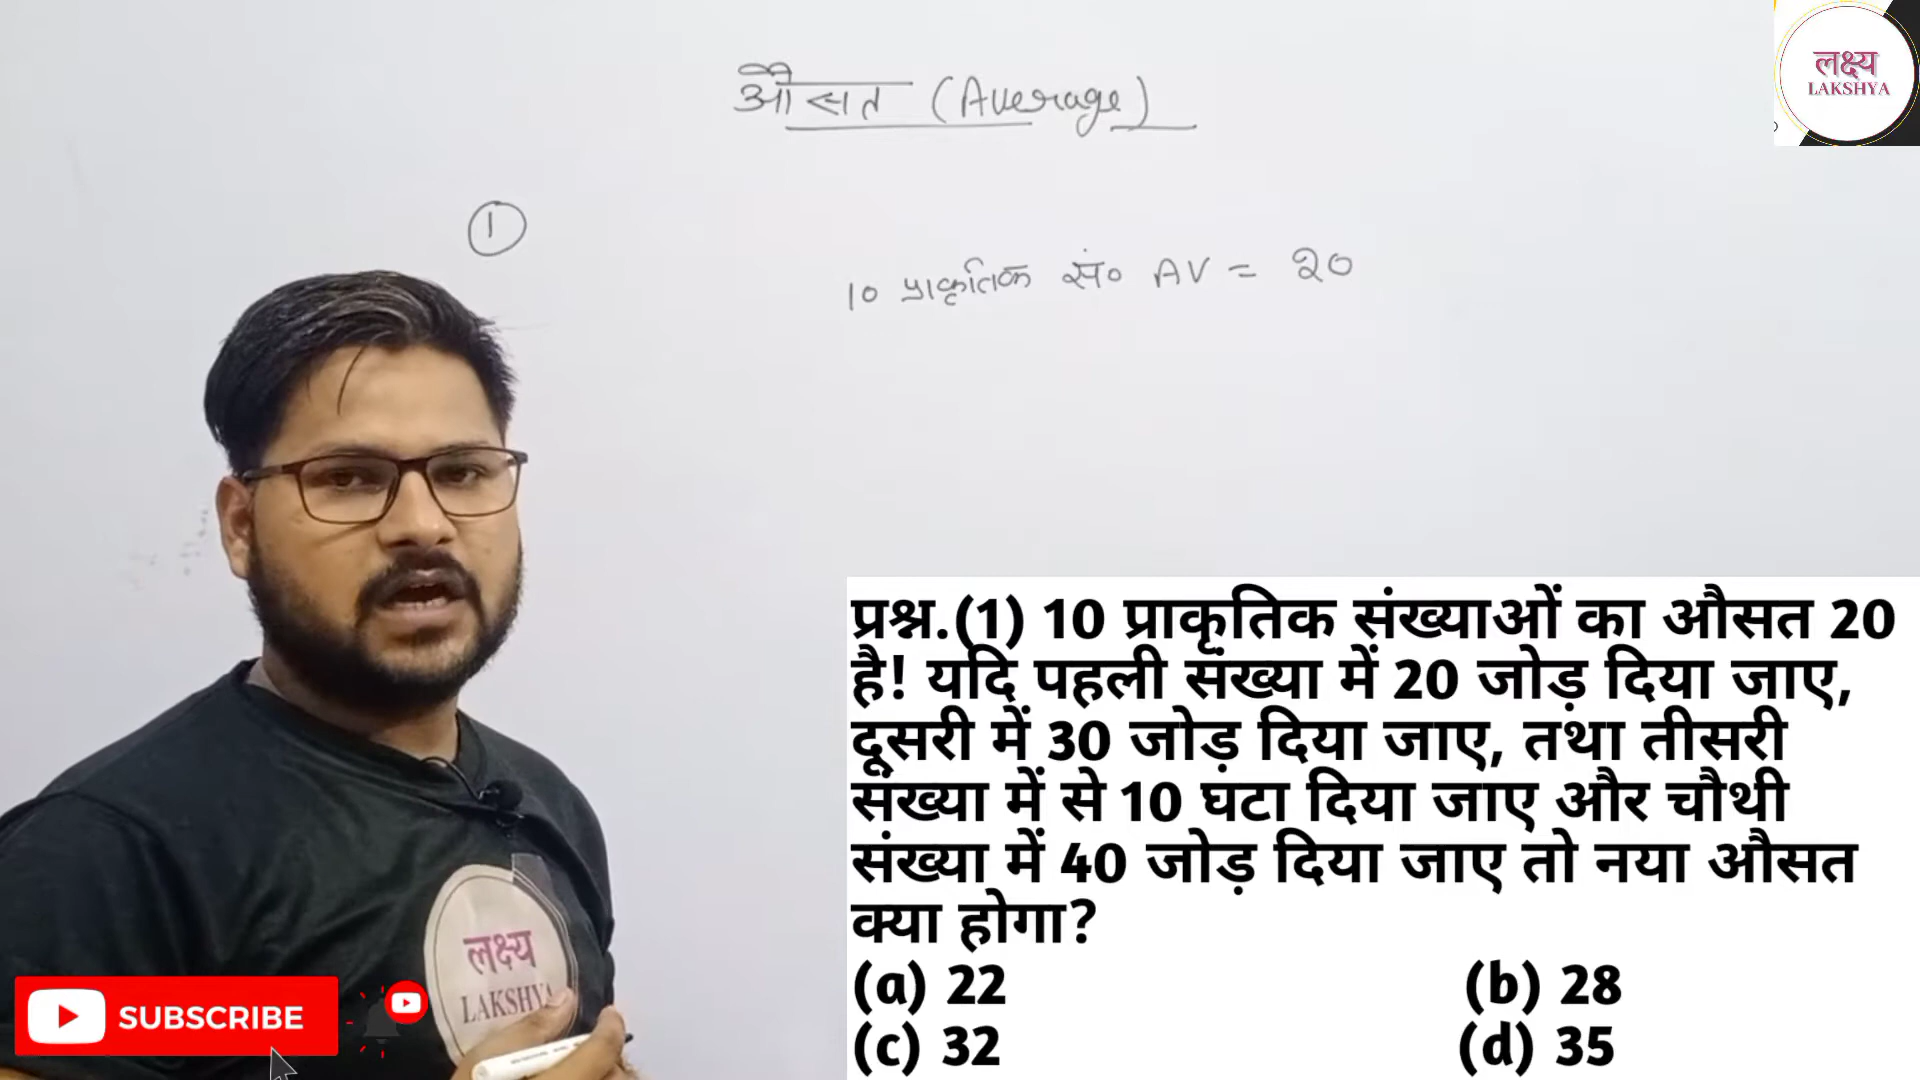 लक्ष्य
LAKSHYA
औसत (Average)
1
10 प्राकृतिक सं० AV = 20
प्रश्न.(1) 10 प्राकृतिक संख्याओं का औसत 20
है! यदि पहली संख्या में 20 जोड़ दिया जाए,
दूसरी में 30 जोड़ दिया जाए, तथा तीसरी
संख्या में से 10 घटा दिया जाए और चौथी
संख्या में 40 जोड़ दिया जाए तो नया औसत
क्या होगा?
(a) 22 (b) 28
(c) 32 (d) 35
लक्ष्य
LAKSHYA
SUBSCRIBE